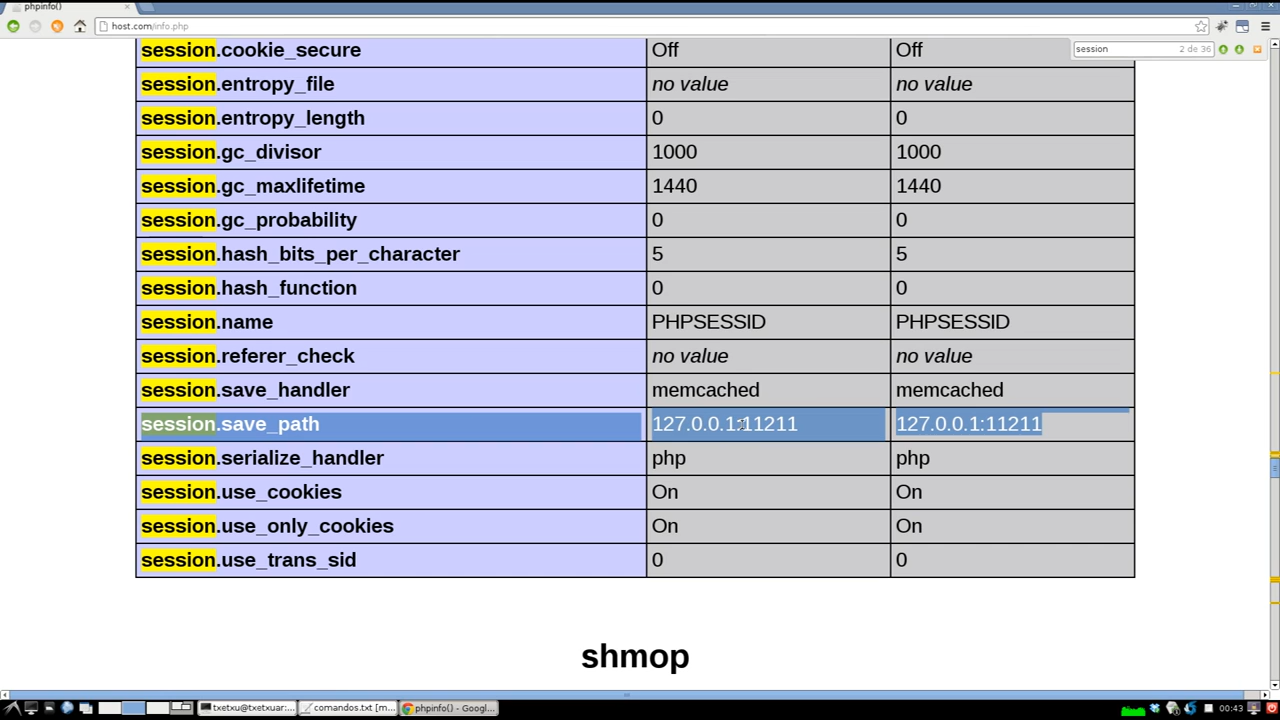 phpinfo()
host.com/info.php
session 2 de 36
session.cookie_secure Off Off
session.entropy_file no value no value
session.entropy_length 0 0
session.gc_divisor 1000 1000
session.gc_maxlifetime 1440 1440
session.gc_probability 0 0
session.hash_bits_per_character 5 5
session.hash_function 0 0
session.name PHPSESSID PHPSESSID
session.referer_check no value no value
session.save_handler memcached memcached
session.save_path 127.0.0.1:11211 127.0.0.1:11211
session.serialize_handler php php
session.use_cookies On On
session.use_only_cookies On On
session.use_trans_sid 0 0
shmop
txetxu@txetxuar:... comandos.txt [m... phpinfo() - Googl... 00:43